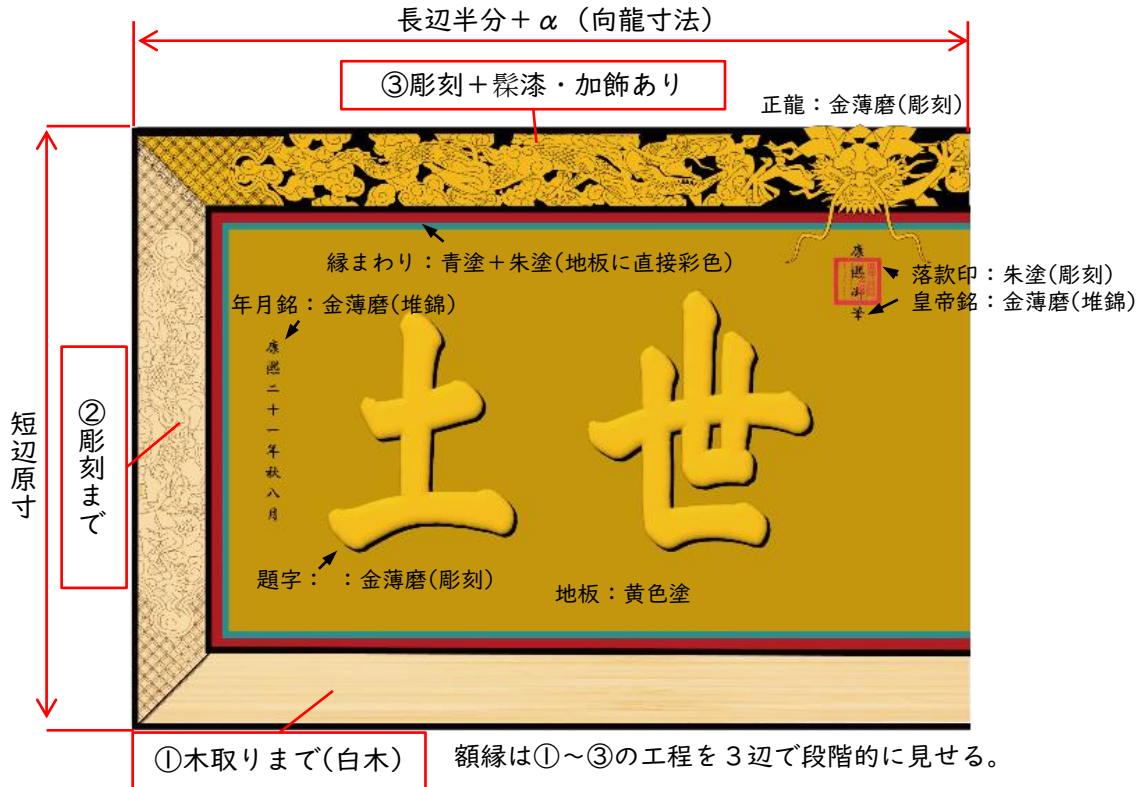 長辺半分+α（向龍寸法）
③彫刻+髹漆・加飾あり
正龍：金薄磨(彫刻)
縁まわり：青塗+朱塗(地板に直接彩色)
落款印：朱塗(彫刻)
皇帝銘：金薄磨(堆錦)
年月銘：金薄磨(堆錦)
康熙御筆
康熙二十一年秋八月
世土
短辺原寸
②彫刻まで
題字：　：金薄磨(彫刻)
地板：黄色塗
①木取りまで(白木)
額縁は①～③の工程を３辺で段階的に見せる。